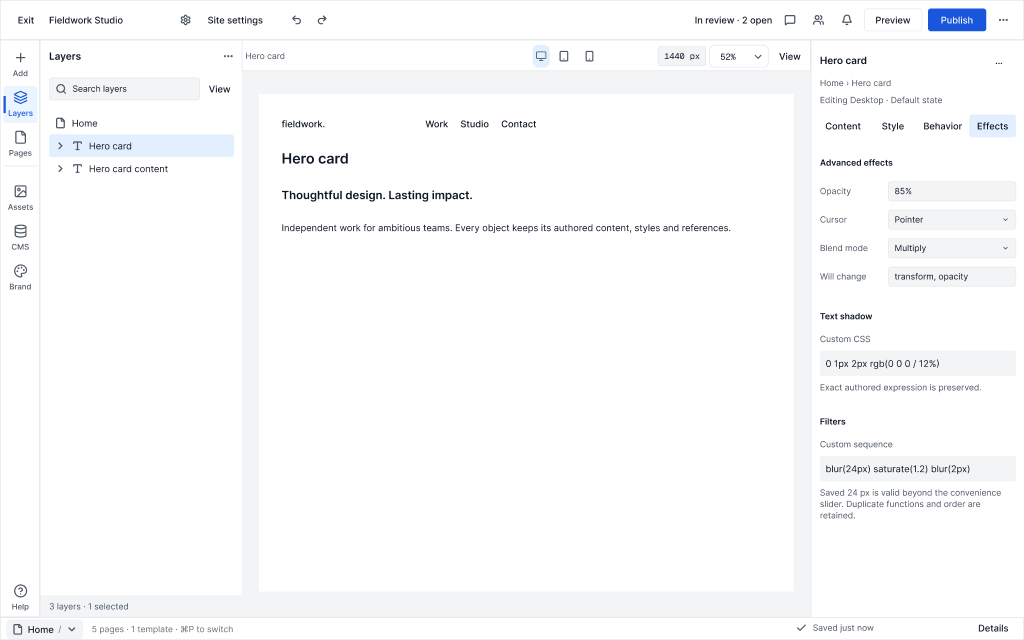 Exit Fieldwork Studio Site settings In review · 2 open Preview Publish
Add
Layers
Pages
Assets
CMS
Brand
Help
Layers
Search layers View
Home
Hero card
Hero card content
3 layers · 1 selected
Hero card 1440 px 52% View
fieldwork. Work Studio Contact
Hero card
Thoughtful design. Lasting impact.
Independent work for ambitious teams. Every object keeps its authored content, styles and references.
Hero card
Home › Hero card
Editing Desktop · Default state
Content Style Behavior Effects
Advanced effects
Opacity 85%
Cursor Pointer
Blend mode Multiply
Will change transform, opacity
Text shadow
Custom CSS
0 1px 2px rgb(0 0 0 / 12%)
Exact authored expression is preserved.
Filters
Custom sequence
blur(24px) saturate(1.2) blur(2px)
Saved 24 px is valid beyond the convenience
slider. Duplicate functions and order are
retained.
Home / 5 pages · 1 template · ⌘P to switch Saved just now Details